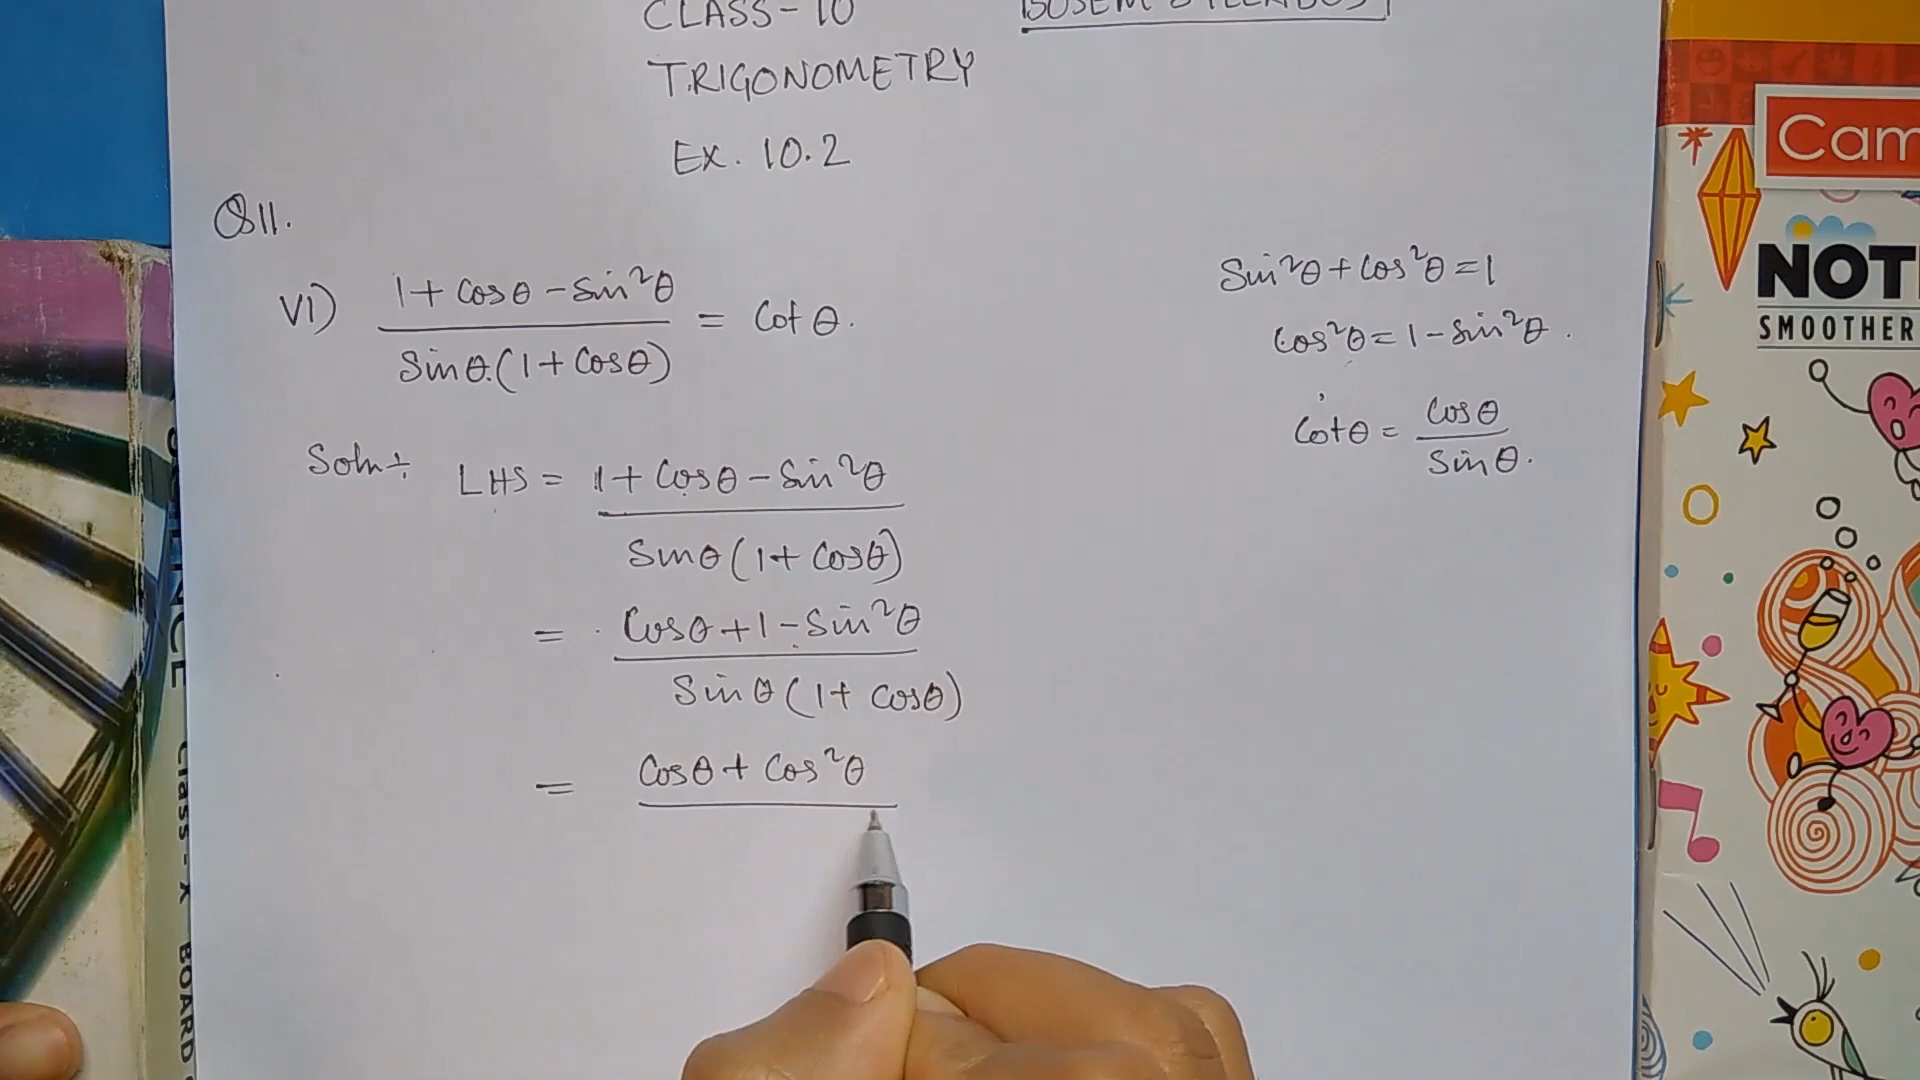 CLASS-10
TRIGONOMETRY
Ex. 10.2
Q11.
VI) 1+cosθ-sin²θ / sinθ.(1+cosθ) = cotθ.
Soln÷ LHS = 1+cosθ-sin²θ / sinθ(1+cosθ)
= cosθ+1-sin²θ / sinθ(1+cosθ)
= cosθ+cos²θ
sin²θ+cos²θ=1
cos²θ=1-sin²θ.
cotθ = cosθ / sinθ.
Cam
NOT
SMOOTHER
Class - X BOARD